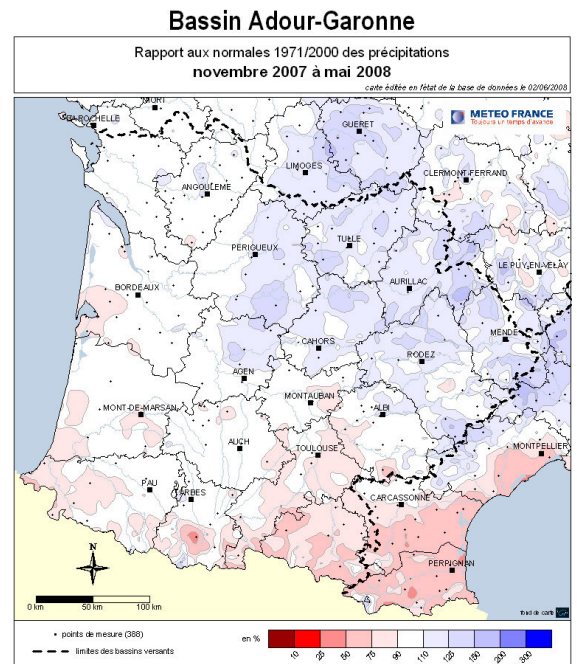 Bassin Adour-Garonne
Rapport aux normales 1971/2000 des précipitations
novembre 2007 à mai 2008
carte éditée en l'état de la base de données le 02/06/2008
NIORT
LA ROCHELLE
GUERET
METEO FRANCE
Toujours un temps d'avance
LIMOGES
CLERMONT-FERRAND
ANGOULEME
TULLE
PERIGUEUX
LE PUY-EN-VELAY
AURILLAC
BORDEAUX
MENDE
CAHORS
RODEZ
AGEN
MONTAUBAN
MONT-DE-MARSAN
ALBI
AUCH
TOULOUSE
MONTPELLIER
PAU
TARBES
CARCASSONNE
N
PERPIGNAN
0 km 50 km 100 km
fond de carte
• points de mesure (388)
limites des bassins versants
en %
10 25 50 75 90 110 125 150 200 300